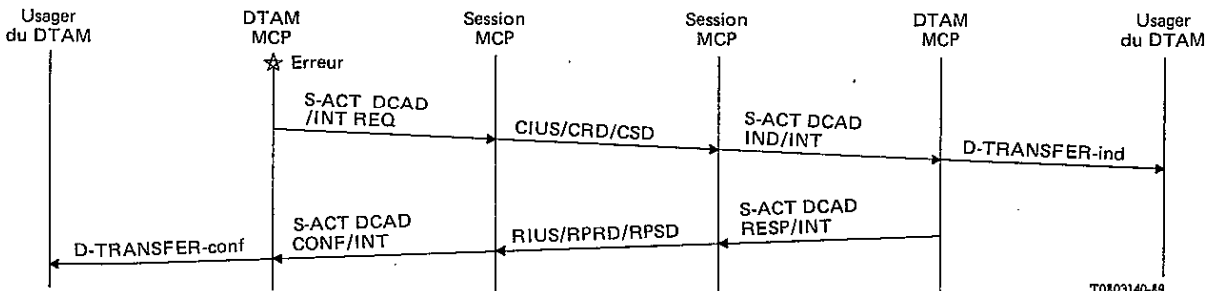 Usager
du DTAM
DTAM
MCP
Session
MCP
Session
MCP
DTAM
MCP
Usager
du DTAM
Erreur
S-ACT DCAD
/INT REQ
CIUS/CRD/CSD
S-ACT DCAD
IND/INT
D-TRANSFER-ind
D-TRANSFER-conf
S-ACT DCAD
CONF/INT
RIUS/RPRD/RPSD
S-ACT DCAD
RESP/INT
T0803140-89